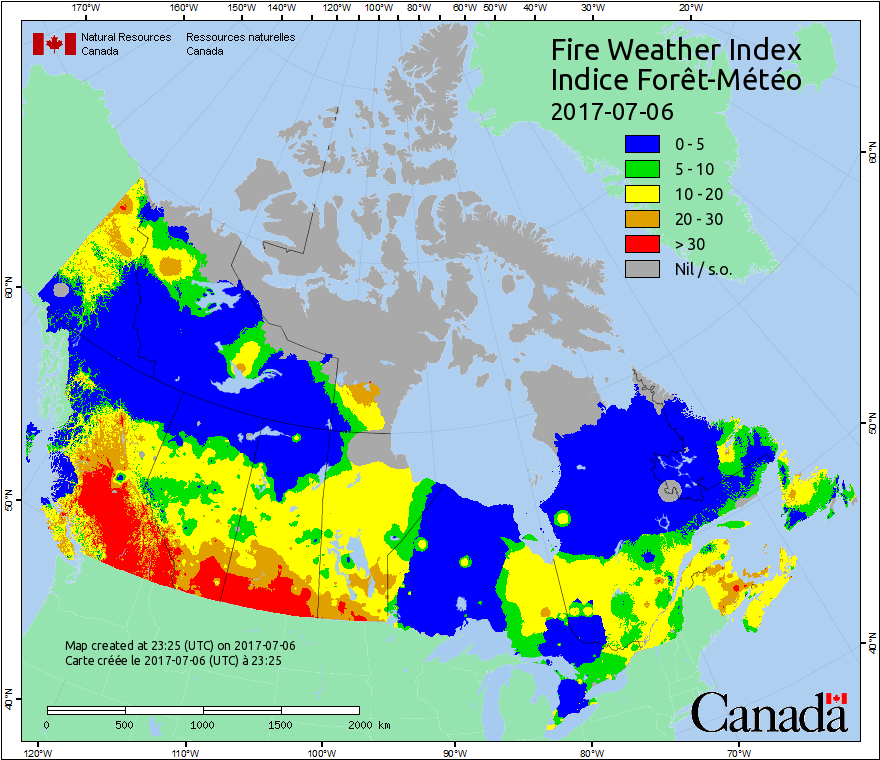 170°W 160°W 150°W 140°W 130°W 120°W 110°W 100°W 90°W 80°W 70°W 60°W 50°W 40°W 30°W 20°W
Natural Resources Canada
Ressources naturelles Canada
Fire Weather Index
Indice Forêt-Météo
2017-07-06
0 - 5
5 - 10
10 - 20
20 - 30
> 30
Nil / s.o.
60°N
60°N
50°N
50°N
40°N
40°N
Map created at 23:25 (UTC) on 2017-07-06
Carte créée le 2017-07-06 (UTC) à 23:25
0 500 1000 1500 2000 km
Canada
120°W 110°W 100°W 90°W 80°W 70°W